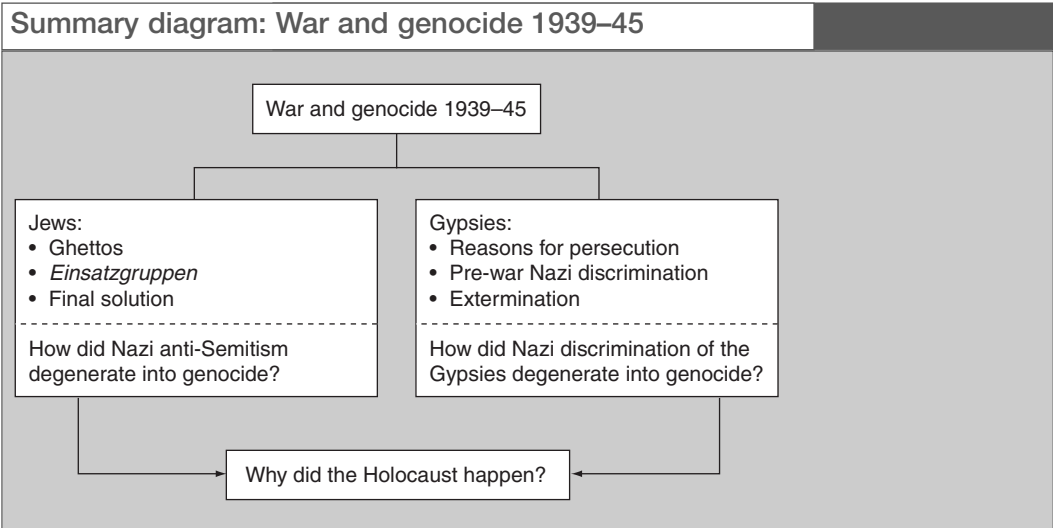 Summary diagram: War and genocide 1939–45
War and genocide 1939–45
Jews:
• Ghettos
• Einsatzgruppen
• Final solution
How did Nazi anti-Semitism
degenerate into genocide?
Gypsies:
• Reasons for persecution
• Pre-war Nazi discrimination
• Extermination
How did Nazi discrimination of the
Gypsies degenerate into genocide?
Why did the Holocaust happen?